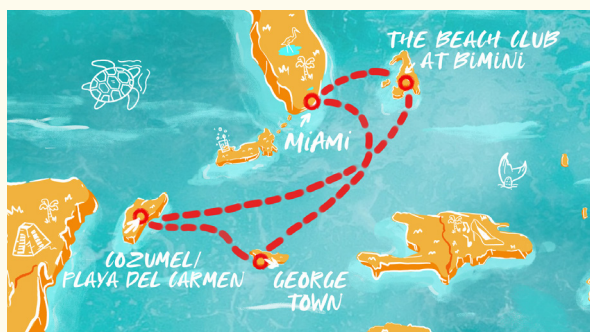 THE BEACH CLUB
AT BIMINI
MIAMI
COZUMEL/
PLAYA DEL CARMEN
GEORGE
TOWN